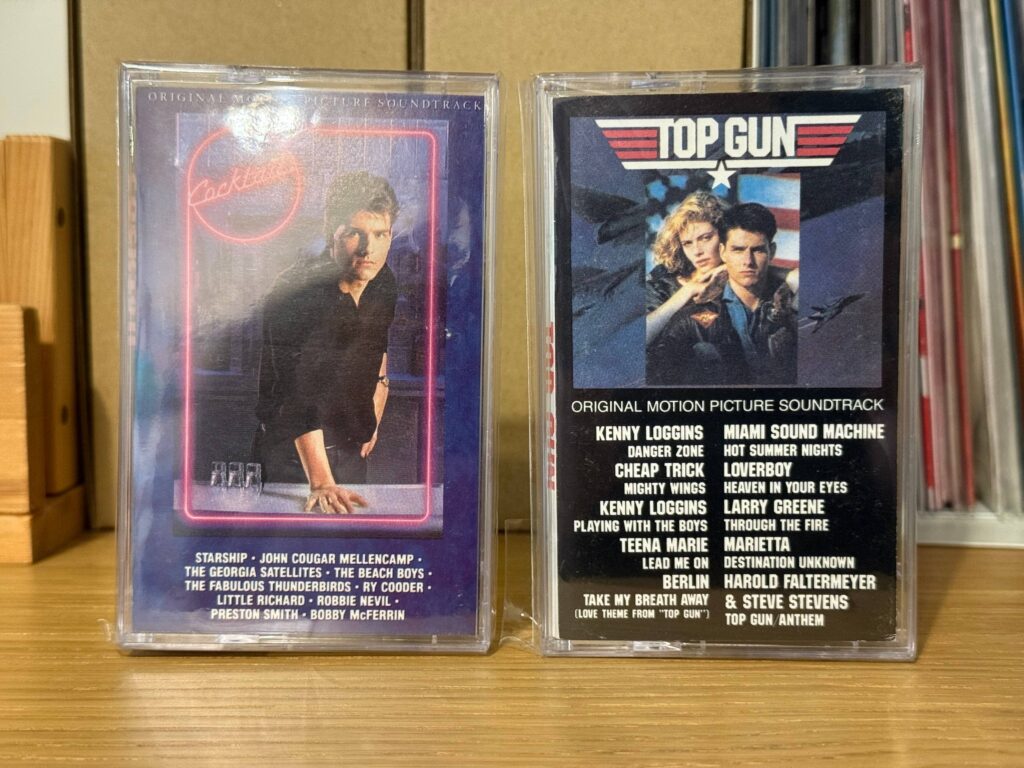 ORIGINAL MOTION PICTURE SOUNDTRACK
Cocktail
STARSHIP · JOHN COUGAR MELLENCAMP ·
THE GEORGIA SATELLITES · THE BEACH BOYS ·
THE FABULOUS THUNDERBIRDS · RY COODER ·
LITTLE RICHARD · ROBBIE NEVIL ·
PRESTON SMITH · BOBBY McFERRIN
TOP GUN
TOP GUN
ORIGINAL MOTION PICTURE SOUNDTRACK
KENNY LOGGINS
DANGER ZONE
CHEAP TRICK
MIGHTY WINGS
KENNY LOGGINS
PLAYING WITH THE BOYS
TEENA MARIE
LEAD ME ON
BERLIN
TAKE MY BREATH AWAY
(LOVE THEME FROM "TOP GUN")
MIAMI SOUND MACHINE
HOT SUMMER NIGHTS
LOVERBOY
HEAVEN IN YOUR EYES
LARRY GREENE
THROUGH THE FIRE
MARIETTA
DESTINATION UNKNOWN
HAROLD FALTERMEYER
& STEVE STEVENS
TOP GUN ANTHEM